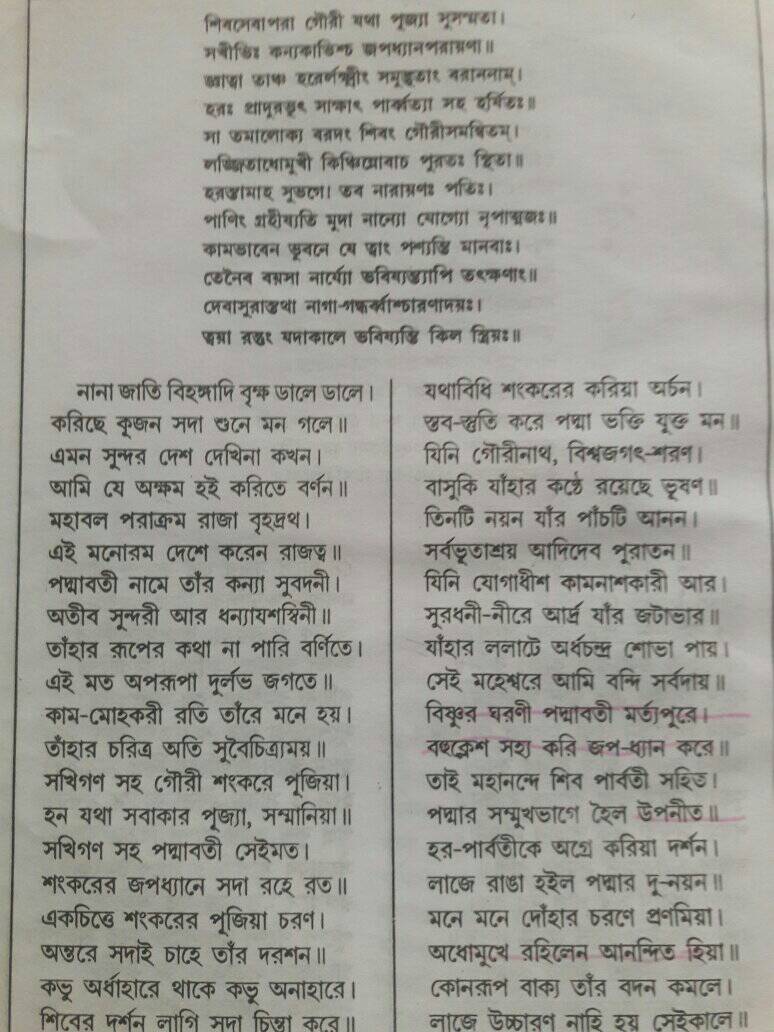 শিবসেবাপরা গৌরী যথা পূজ্যা সুসম্মতা।
সখীভিঃ কন্যকাভিশ্চ জপধ্যানপরায়ণা॥
জ্ঞাত্বা তাঞ্চ হরের্লক্ষ্মীং সমুদ্ভূতাং বরাননাম্।
হরঃ প্রাদুরভূৎ সাক্ষাৎ পার্ব্বত্যা সহ হর্ষিতঃ॥
সা তমালোক্য বরদং শিবং গৌরীসমন্বিতম্।
লজ্জিতাধোমুখী কিঞ্চিন্নোবাচ পুরতঃ স্থিতা॥
হরস্তামাহ সুভগে। তব নারায়ণঃ পতিঃ।
পাণিং গ্রহীষ্যতি মুদা নান্যো যোগ্যো নৃপাত্মজঃ॥
কামভাবেন ভুবনে যে ত্বাং পশ্যন্তি মানবাঃ।
তেনৈব বয়সা নার্য্যো ভবিষ্যন্ত্যপি তৎক্ষণাৎ॥
দেবাসুরাস্তথা নাগা-গন্ধর্ব্বাশ্চারণাদয়ঃ।
ত্বয়া রন্তুং যদাকালে ভবিষ্যন্তি কিল স্ত্রিয়ঃ॥
নানা জাতি বিহঙ্গাদি বৃক্ষ ডালে ডালে।
করিছে কূজন সদা শুনে মন গলে॥
এমন সুন্দর দেশ দেখিনা কখন।
আমি যে অক্ষম হই করিতে বর্ণন॥
মহাবল পরাক্রম রাজা বৃহদ্রথ।
এই মনোরম দেশে করেন রাজত্ব॥
পদ্মাবতী নামে তাঁর কন্যা সুবদনী।
অতীব সুন্দরী আর ধন্যাযশস্বিনী॥
তাঁহার রূপের কথা না পারি বর্ণিতে।
এই মত অপরূপা দুর্লভ জগতে॥
কাম-মোহকরী রতি তাঁরে মনে হয়।
তাঁহার চরিত্র অতি সুবৈচিত্র্যময়॥
সখিগণ সহ গৌরী শংকরে পূজিয়া।
হন যথা সবাকার পূজ্যা, সম্মানিয়া॥
সখিগণ সহ পদ্মাবতী সেইমত।
শংকরের জপধ্যানে সদা রহে রত॥
একচিত্তে শংকরের পূজিয়া চরণ।
অন্তরে সদাই চাহে তাঁর দরশন॥
কভু অর্ধাহারে থাকে কভু অনাহারে।
শিবের দর্শন লাগি সদা চিন্তা করে॥
যথাবিধি শংকরের করিয়া অর্চন।
স্তব-স্তুতি করে পদ্মা ভক্তি যুক্ত মন॥
যিনি গৌরীনাথ, বিশ্বজগৎ-শরণ।
বাসুকি যাঁহার কণ্ঠে রয়েছে ভূষণ॥
তিনটি নয়ন যাঁর পাঁচটি আনন।
সর্বভূতাশ্রয় আদিদেব পুরাতন॥
যিনি যোগাধীশ কামনাশকারী আর।
সুরধনী-নীরে আর্দ্র যাঁর জটাভার॥
যাঁহার ললাটে অর্ধচন্দ্র শোভা পায়।
সেই মহেশ্বরে আমি বন্দি সর্বদায়॥
বিষ্ণুর ঘরণী পদ্মাবতী মর্ত্যপুরে।
বহুক্লেশ সহ্য করি জপ-ধ্যান করে॥
তাই মহানন্দে শিব পার্বতী সহিত।
পদ্মার সম্মুখভাগে হৈল উপনীত॥
হর-পার্বতীকে অগ্রে করিয়া দর্শন।
লাজে রাঙা হইল পদ্মার দু-নয়ন॥
মনে মনে দোঁহার চরণে প্রণমিয়া।
অধোমুখে রহিলেন আনন্দিত হিয়া॥
কোনরূপ বাক্য তাঁর বদন কমলে।
লাজে উচ্চারণ নাহি হয় সেইকালে॥